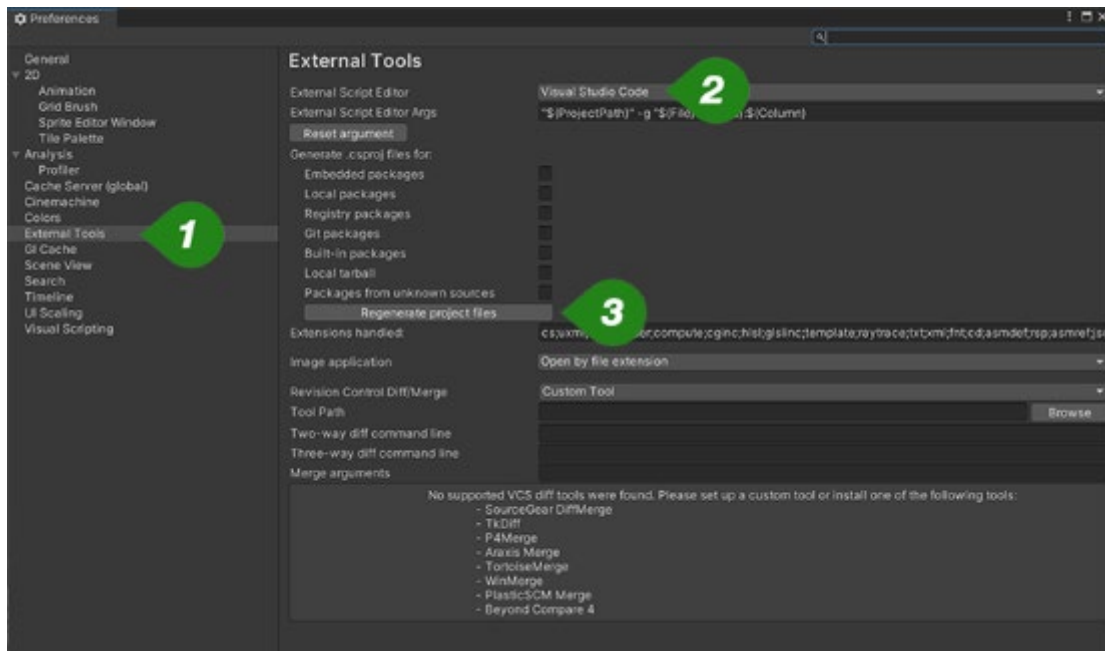 Preferences
General
2D
Animation
Grid Brush
Sprite Editor Window
Tile Palette
Analysis
Profiler
Cache Server (global)
Cinemachine
Colors
External Tools
GI Cache
Scene View
Search
Timeline
UI Scaling
Visual Scripting
1
External Tools
External Script Editor
Visual Studio Code
2
External Script Editor Args
"$(ProjectPath)" -g "$(File) :$(Column)
Reset argument
Generate .csproj files for:
Embedded packages
Local packages
Registry packages
Git packages
Built-in packages
Local tarball
Packages from unknown sources
Regenerate project files
3
Extensions handled:
cs;uxml; ;compute;cginc;hlsl;glslinc;template;raytrace;txt;xml;fnt;cd;asmdef;rsp;asmref;js
Image application
Open by file extension
Revision Control Diff/Merge
Custom Tool
Tool Path
Browse
Two-way diff command line
Three-way diff command line
Merge arguments
No supported VCS diff tools were found. Please set up a custom tool or install one of the following tools:
- SourceGear DiffMerge
- TkDiff
- P4Merge
- Araxis Merge
- TortoiseMerge
- WinMerge
- PlasticSCM Merge
- Beyond Compare 4